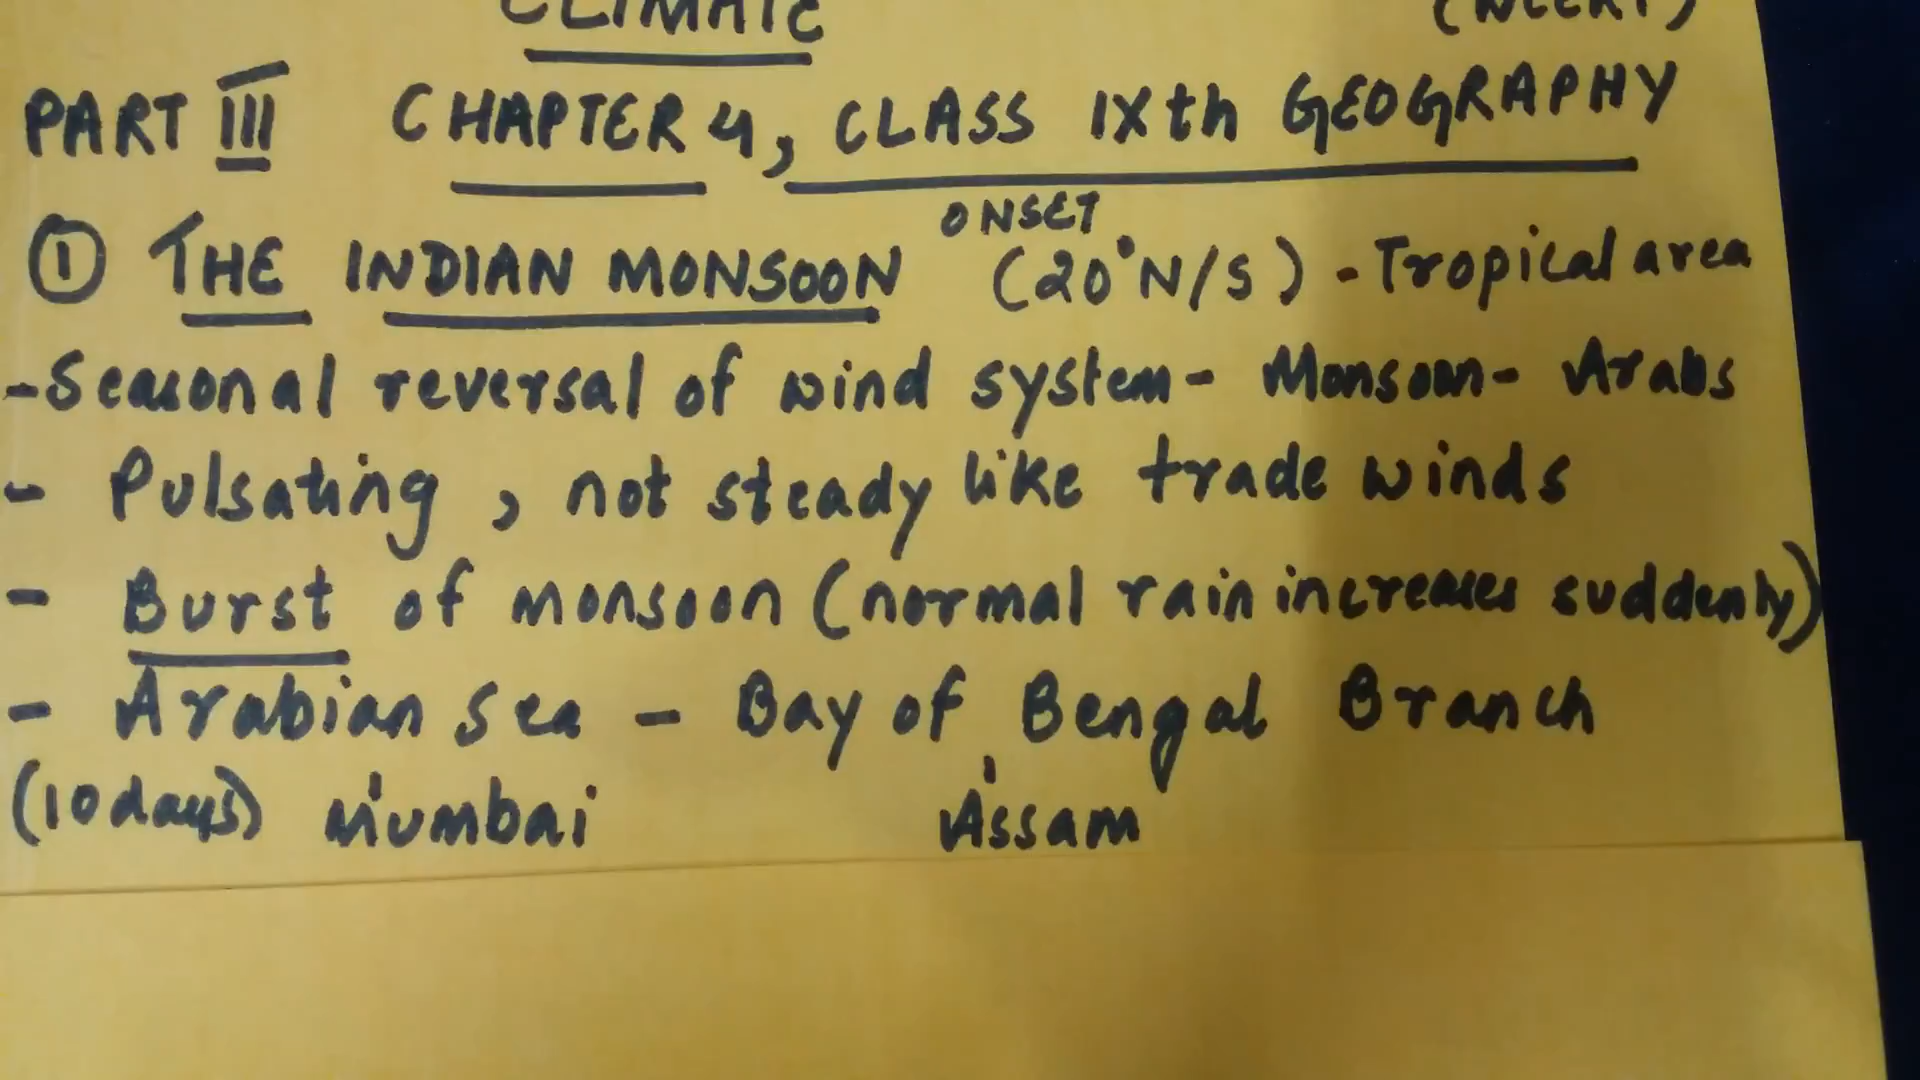 CLIMATE (NCERT)
PART III CHAPTER 4, CLASS IXth GEOGRAPHY
ONSET
① THE INDIAN MONSOON (20°N/S) - Tropical area
- Seasonal reversal of wind system - Monsoon - Arabs
- Pulsating, not steady like trade winds
- Burst of monsoon (normal rain increases suddenly)
- Arabian Sea - Bay of Bengal Branch
(10 days) Mumbai Assam